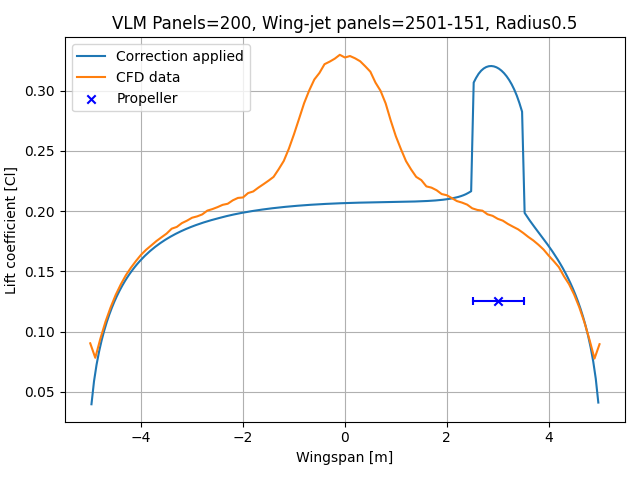 VLM Panels=200, Wing-jet panels=2501-151, Radius0.5
Correction applied
CFD data
Propeller
0.30
0.25
0.20
0.15
0.10
0.05
Lift coefficient [Cl]
−4 −2 0 2 4
Wingspan [m]